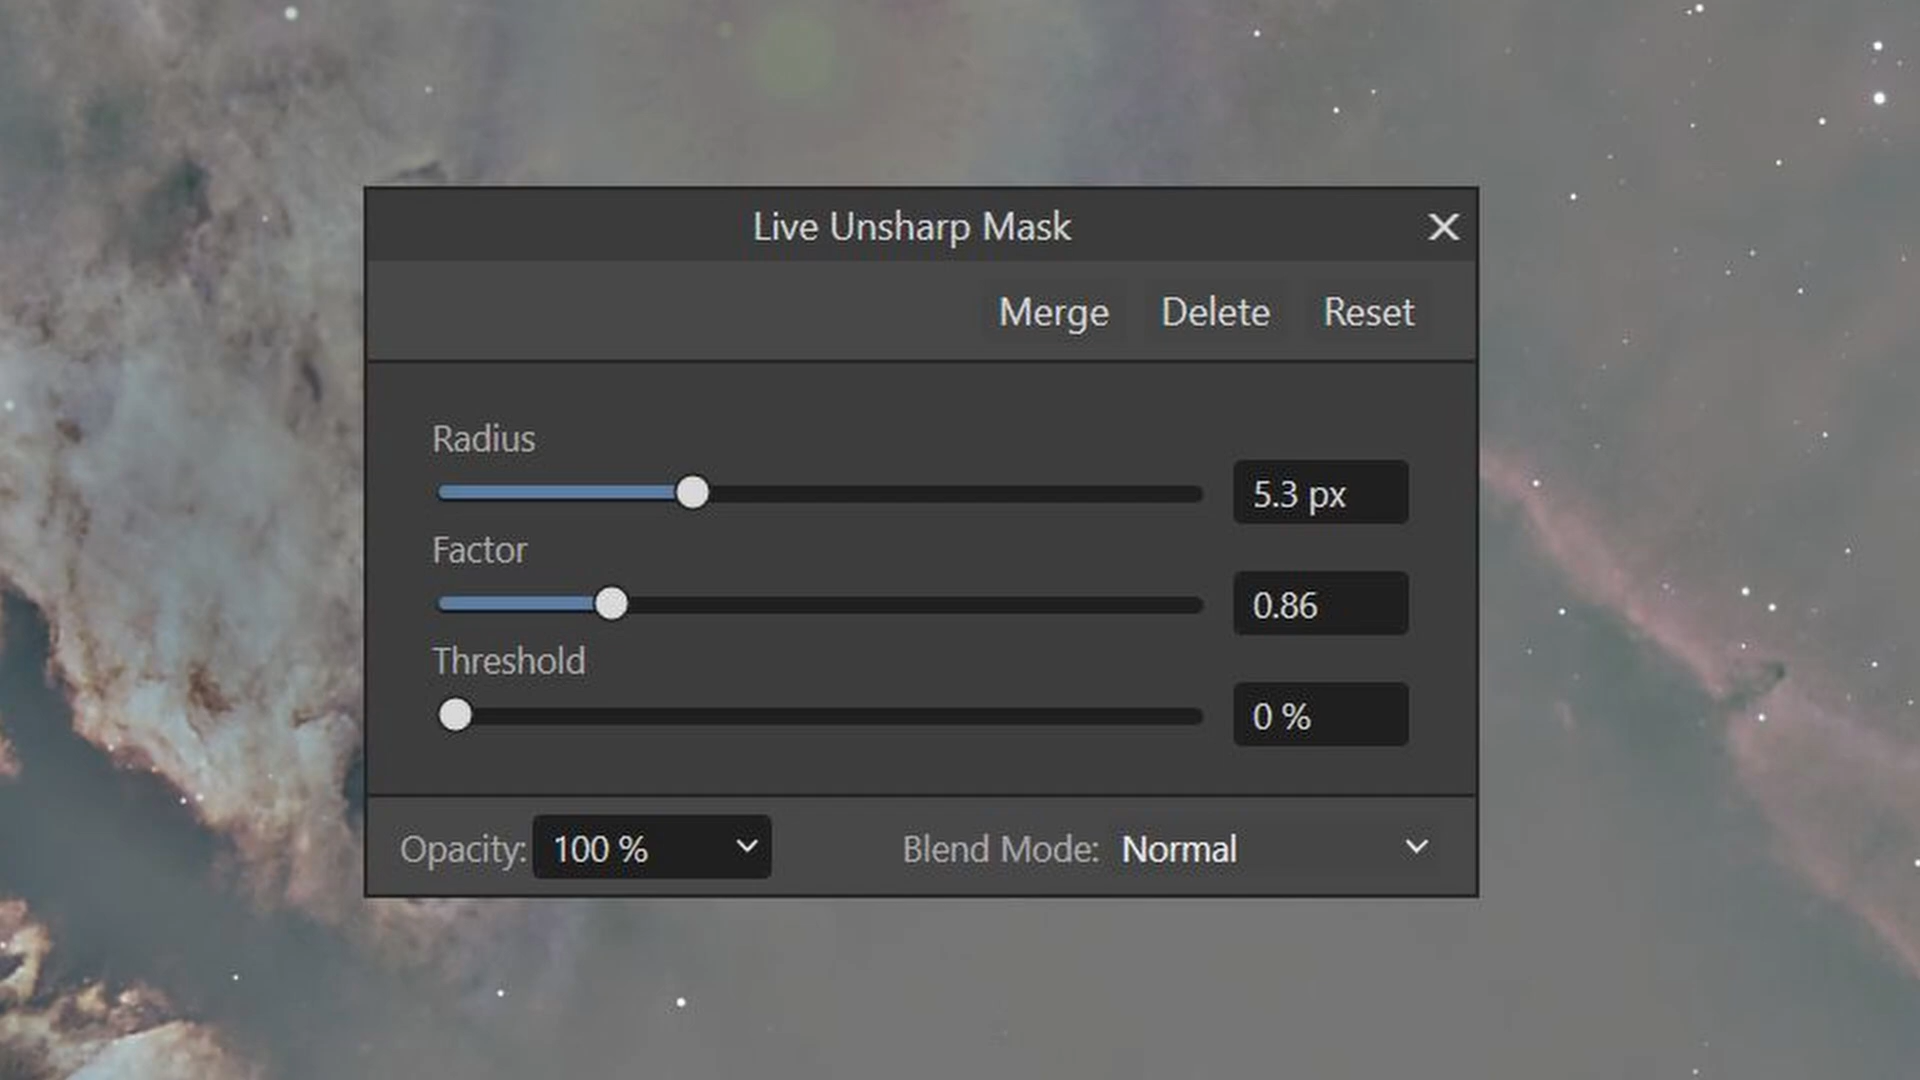 Live Unsharp Mask
Merge Delete Reset
Radius
5.3 px
Factor
0.86
Threshold
0 %
Opacity: 100 % Blend Mode: Normal